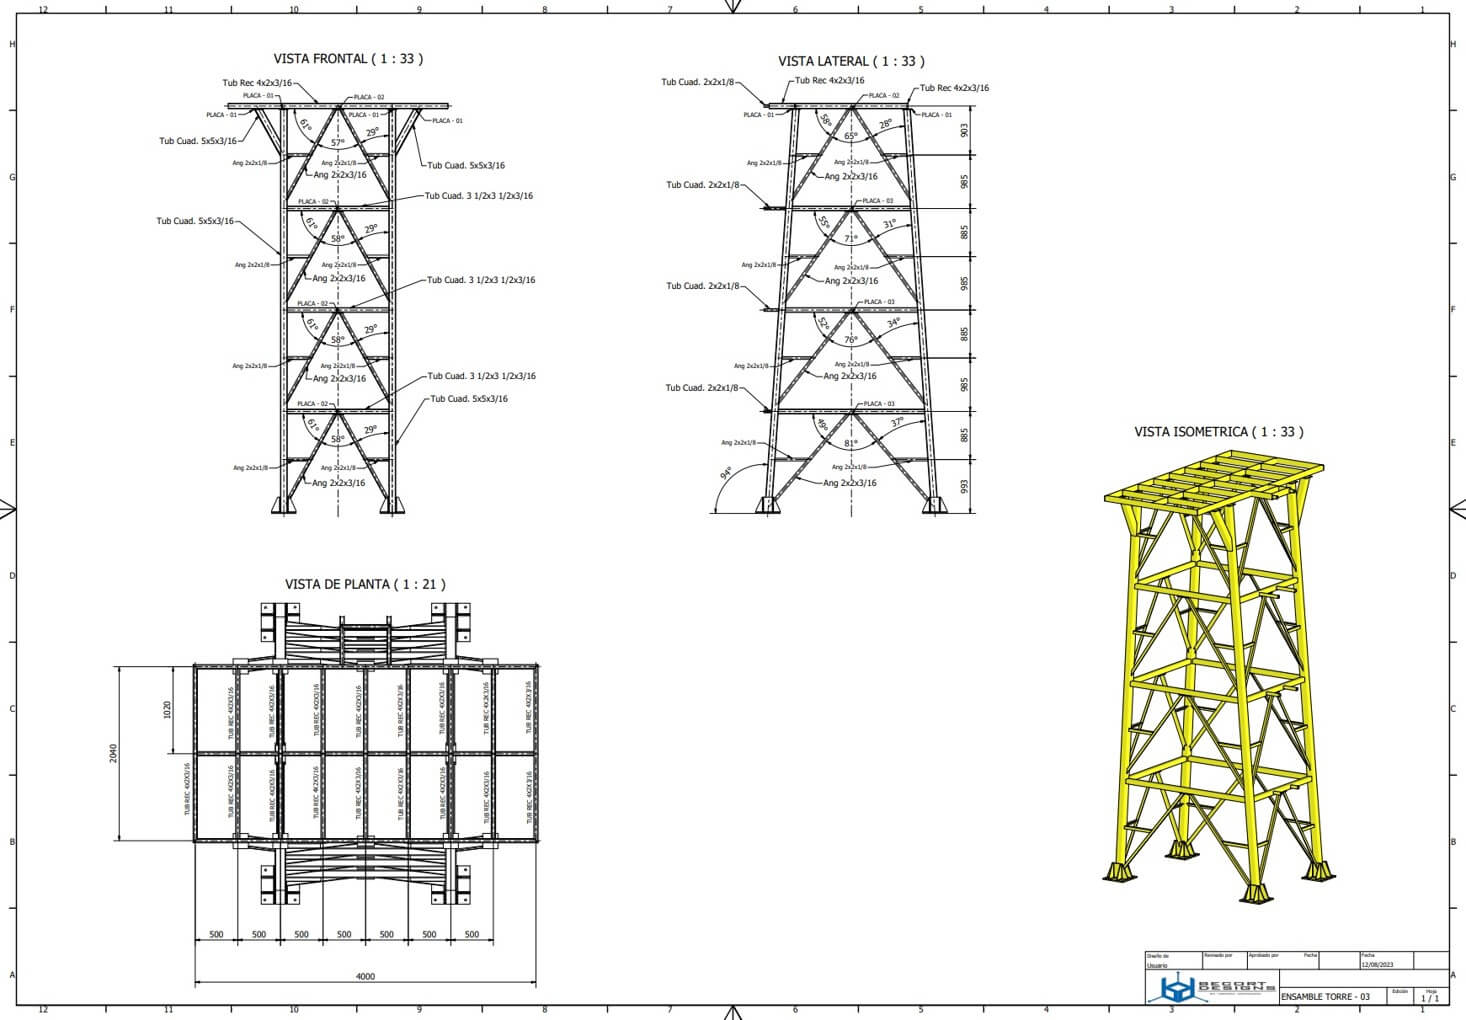 12 11 10 9 8 7 6 5 4 3 2 1
H H
VISTA FRONTAL ( 1 : 33 )
Tub Rec 4x2x3/16
PLACA - 01
PLACA - 02
PLACA - 01
PLACA - 01
PLACA - 01
Tub Cuad. 5x5x3/16
61°
57°
29°
Ang 2x2x1/8
Ang 2x2x1/8
Ang 2x2x3/16
Tub Cuad. 5x5x3/16
Tub Cuad. 3 1/2x3 1/2x3/16
PLACA - 02
Tub Cuad. 5x5x3/16
61°
58°
29°
Ang 2x2x1/8
Ang 2x2x1/8
Ang 2x2x3/16
Tub Cuad. 3 1/2x3 1/2x3/16
PLACA - 02
61°
58°
29°
Ang 2x2x1/8
Ang 2x2x1/8
Ang 2x2x3/16
Tub Cuad. 3 1/2x3 1/2x3/16
Tub Cuad. 5x5x3/16
PLACA - 02
61°
58°
29°
Ang 2x2x1/8
Ang 2x2x1/8
Ang 2x2x3/16
VISTA LATERAL ( 1 : 33 )
Tub Cuad. 2x2x1/8
Tub Rec 4x2x3/16
Tub Rec 4x2x3/16
PLACA - 02
PLACA - 01
PLACA - 01
58°
65°
28°
903
Ang 2x2x1/8
Ang 2x2x1/8
Ang 2x2x3/16
985
Tub Cuad. 2x2x1/8
PLACA - 03
55°
71°
31°
885
Ang 2x2x1/8
Ang 2x2x1/8
Ang 2x2x3/16
985
Tub Cuad. 2x2x1/8
PLACA - 03
52°
76°
34°
885
Ang 2x2x1/8
Ang 2x2x1/8
Ang 2x2x3/16
985
Tub Cuad. 2x2x1/8
PLACA - 03
49°
81°
37°
885
Ang 2x2x1/8
Ang 2x2x1/8
Ang 2x2x3/16
94°
993
VISTA ISOMETRICA ( 1 : 33 )
G G
F F
E E
D D
VISTA DE PLANTA ( 1 : 21 )
TUB REC 4X2X3/16
TUB REC 4X2X3/16
TUB REC 4X2X3/16
TUB REC 4X2X3/16
TUB REC 4X2X3/16
TUB REC 4X2X3/16
TUB REC 4X2X3/16
TUB REC 4X2X3/16
1020
2040
TUB REC 4X2X3/16
TUB REC 4X2X3/16
TUB REC 4X2X3/16
TUB REC 4X2X3/16
TUB REC 4X2X3/16
TUB REC 4X2X3/16
TUB REC 4X2X3/16
TUB REC 4X2X3/16
TUB REC 4X2X3/16
500 500 500 500 500 500 500
4000
C C
B B
A A
Diseño de
Usuario
Revisado por
Aprobado por
Fecha
Fecha
12/08/2023
BECORT
DESIGNS
ENSAMBLE TORRE - 03
Edición
Hoja
1 / 1
12 11 10 9 8 7 6 5 4 3 2 1